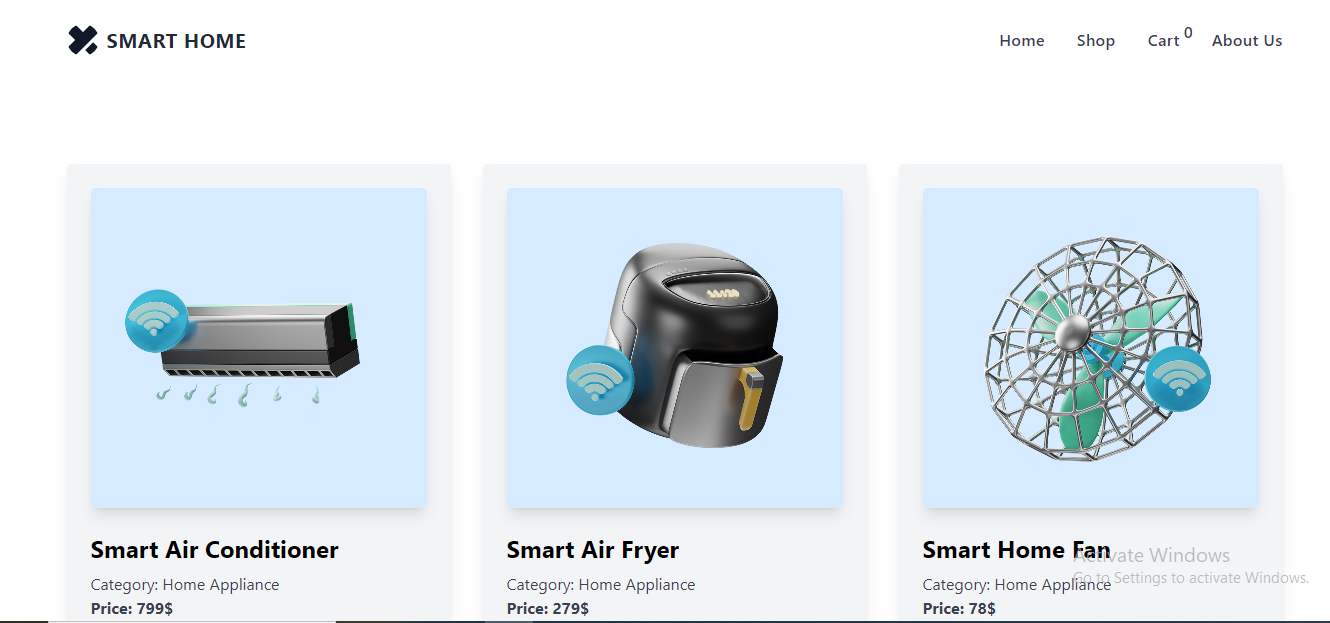 SMART HOME
Home Shop Cart 0 About Us
Smart Air Conditioner
Category: Home Appliance
Price: 799$
Smart Air Fryer
Category: Home Appliance
Price: 279$
Smart Home Fan
Category: Home Appliance
Price: 78$
Activate Windows
Go to Settings to activate Windows.